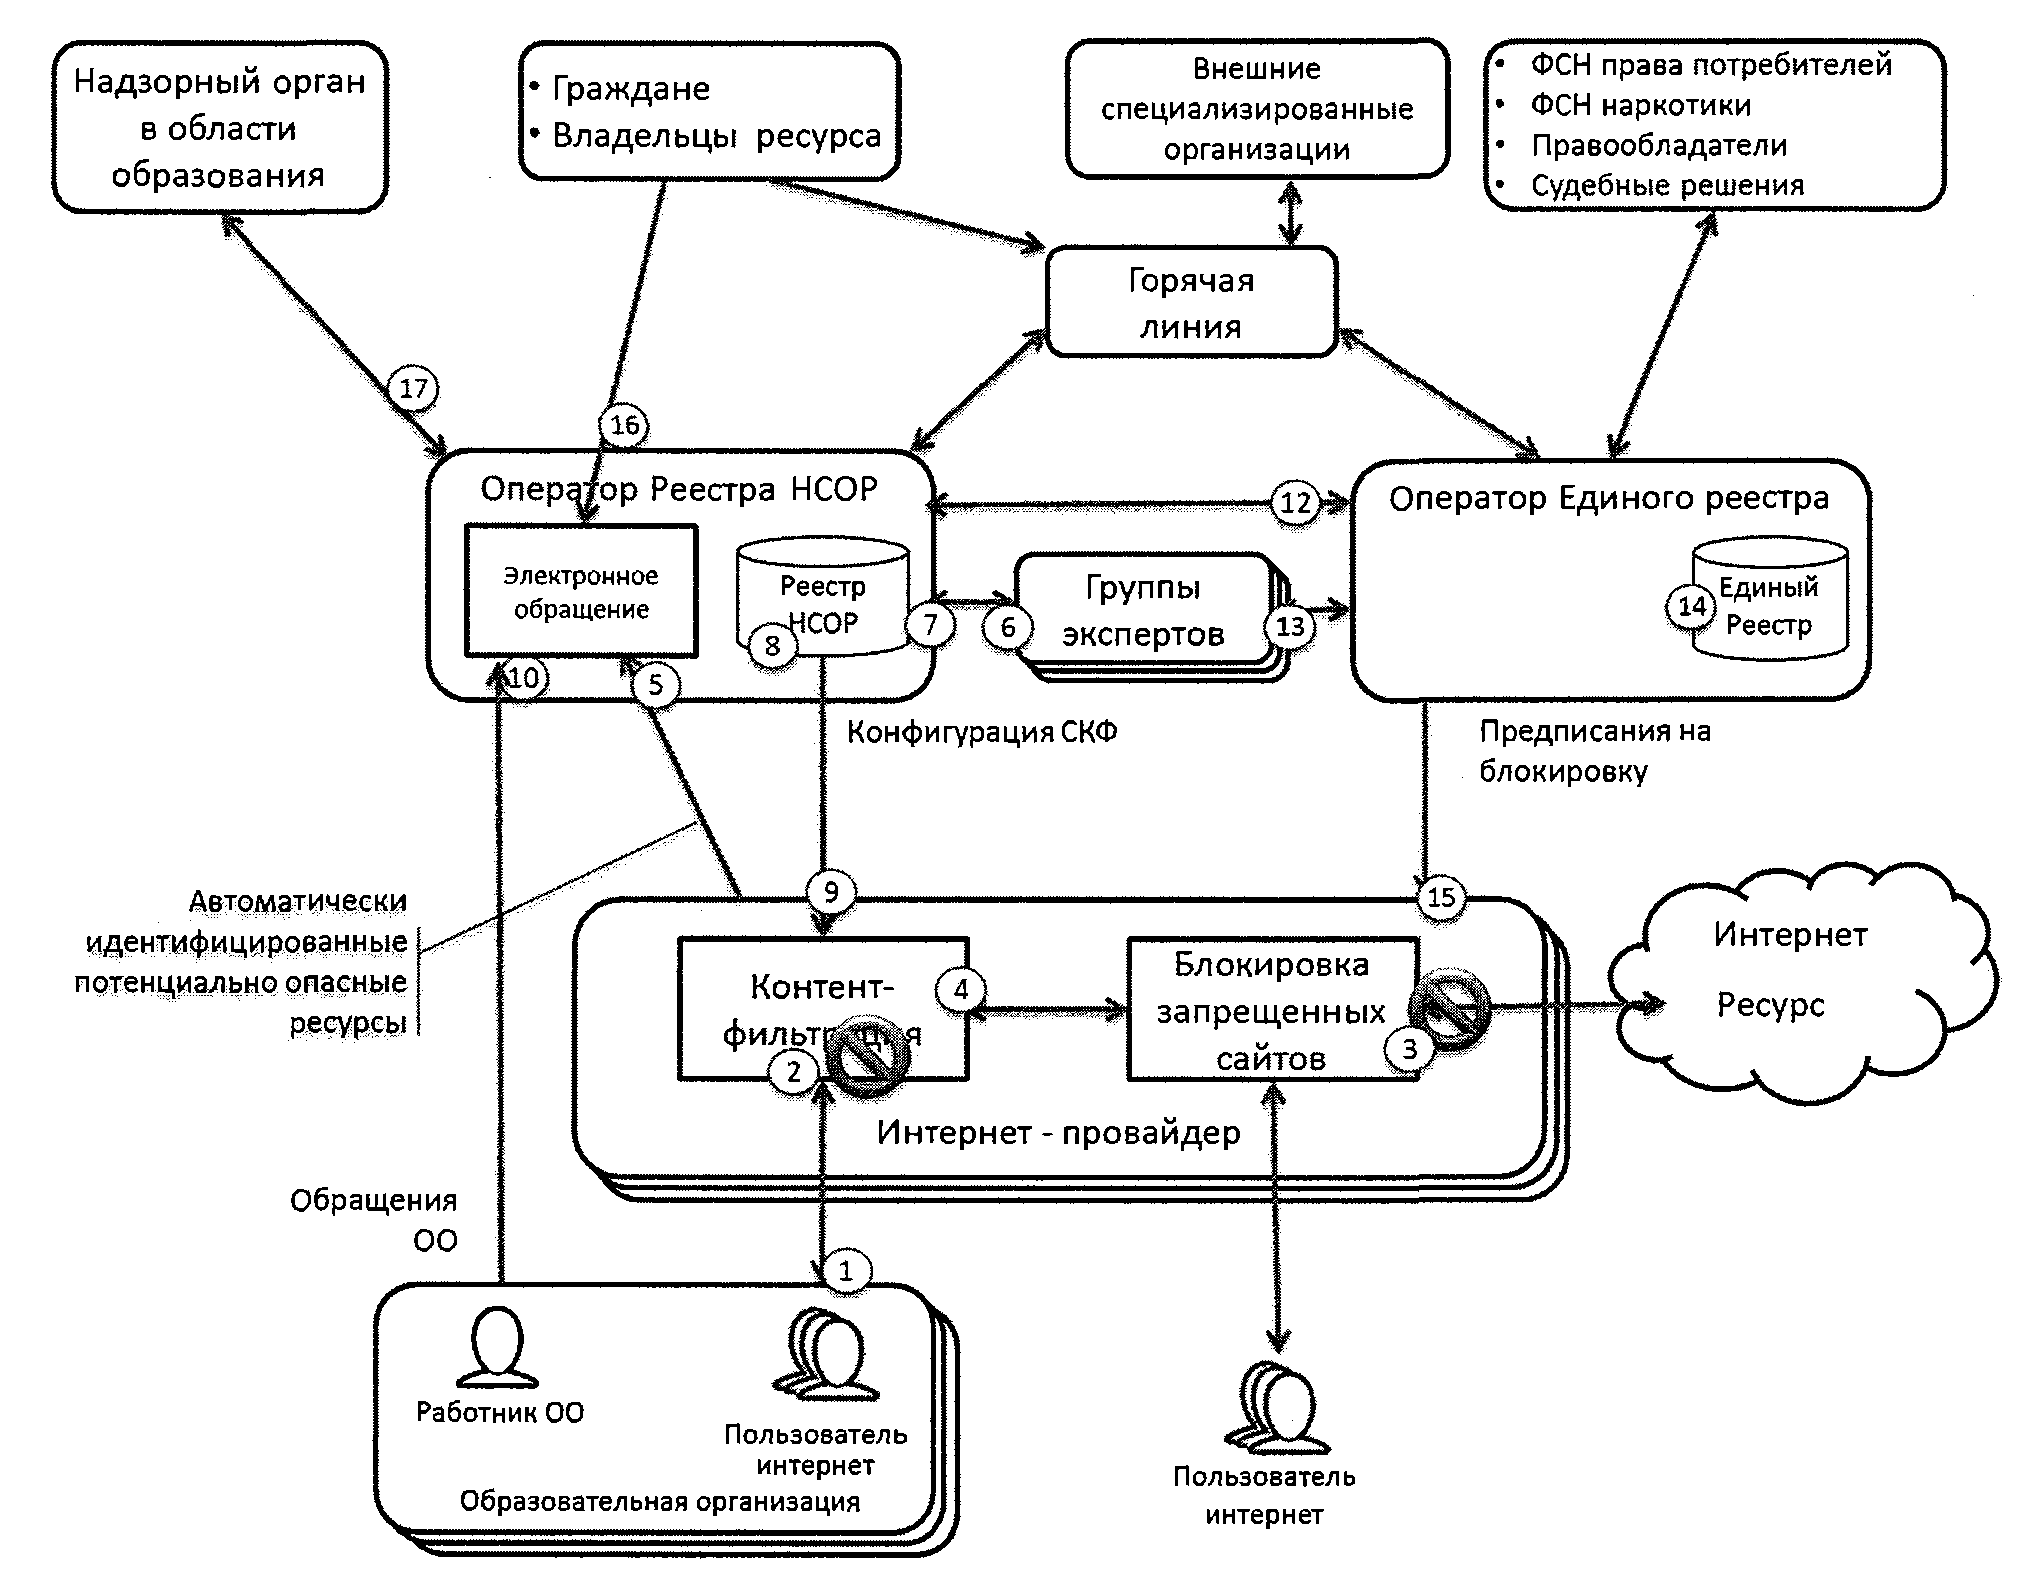 Надзорный орган
в области
образования
• Граждане
• Владельцы ресурса
Внешние
специализированные
организации
• ФСН права потребителей
• ФСН наркотики
• Правообладатели
• Судебные решения
Горячая
линия
17
16
Оператор Реестра НСОР
12
Оператор Единого реестра
Электронное
обращение
Реестр
НСОР
8
7
6
Группы
экспертов
13
14
Единый
Реестр
10
5
Конфигурация СКФ
Предписания на
блокировку
Автоматически
идентифицированные
потенциально опасные
ресурсы
9
15
Контент-
фильтрация
2
4
Блокировка
запрещенных
сайтов
3
Интернет
Ресурс
Интернет - провайдер
Обращения
ОО
1
Работник ОО
Пользователь
интернет
Образовательная организация
Пользователь
интернет